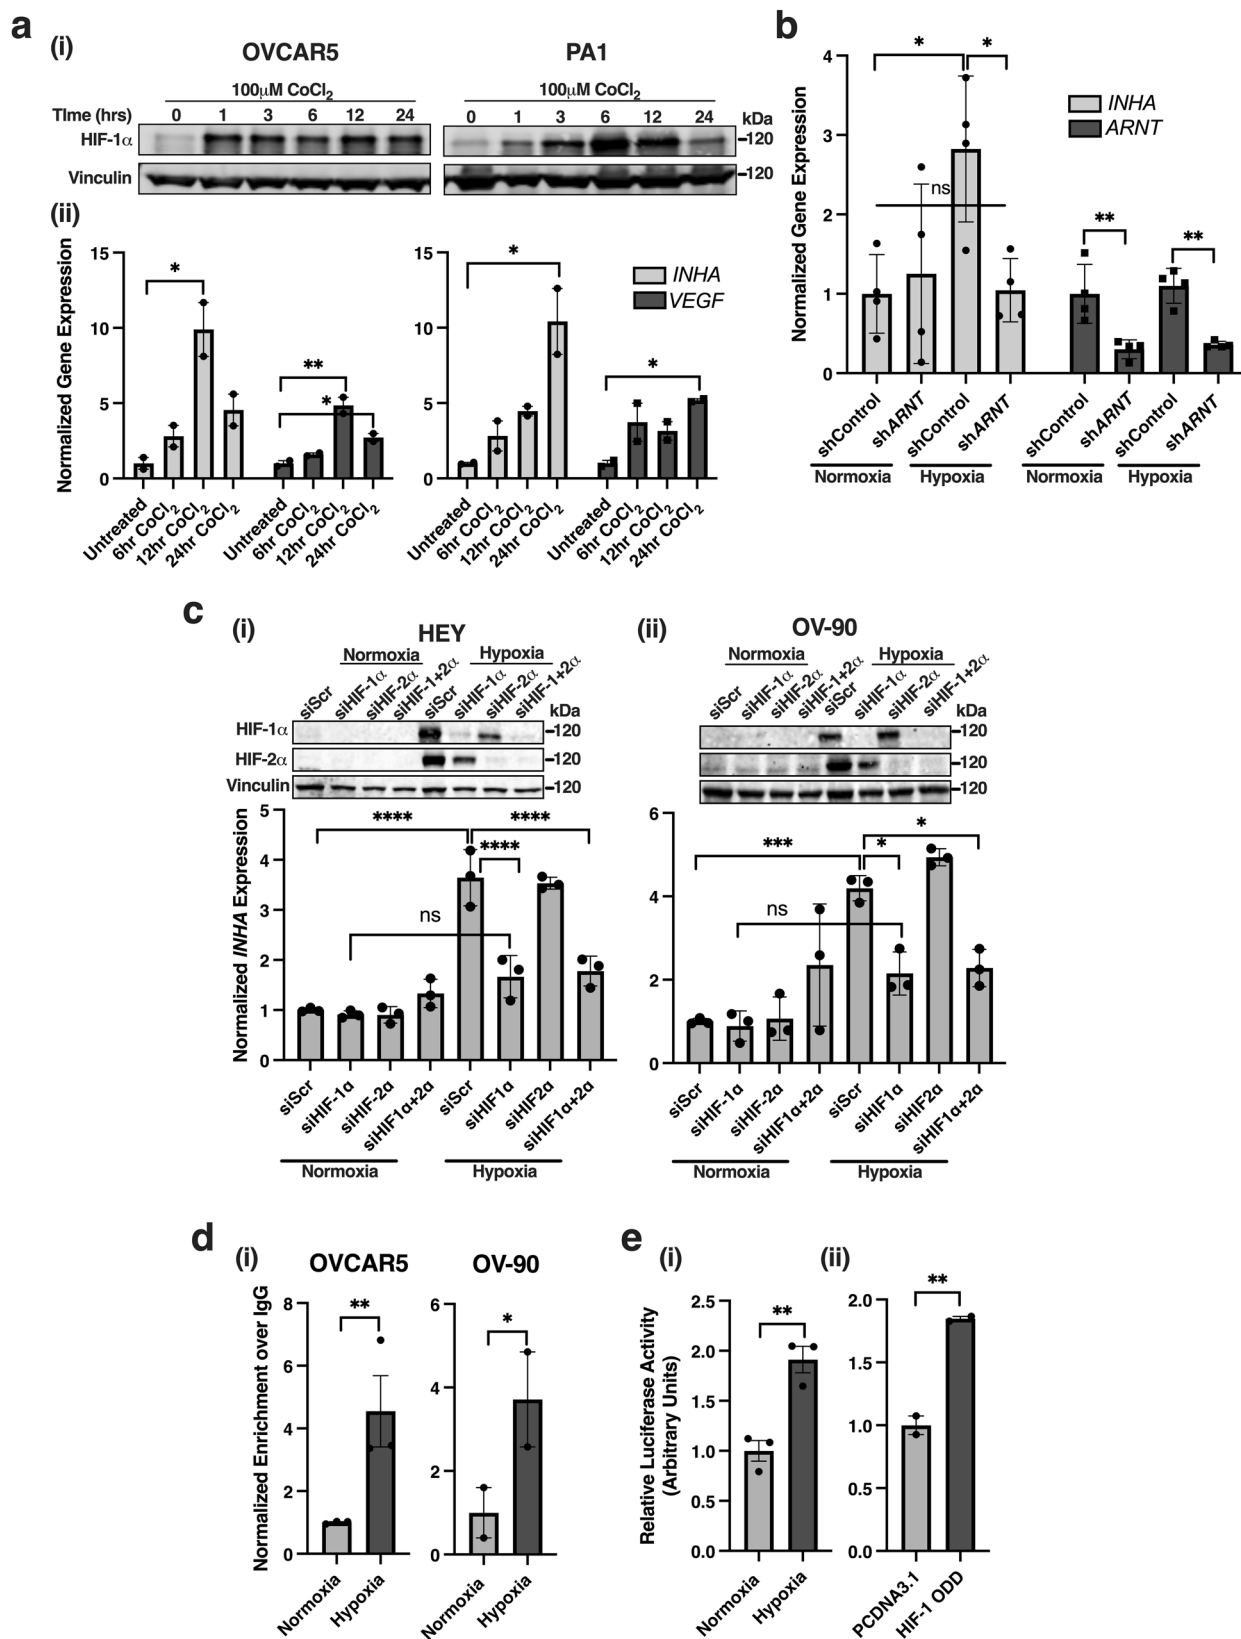 a
(i)
OVCAR5
PA1
100μM CoCl2
100μM CoCl2
TIme (hrs) 0 1 3 6 12 24
0 1 3 6 12 24 kDa
HIF-1α
–120
Vinculin
–120
(ii)
Normalized Gene Expression
15
10
5
0
*
**
*
Untreated
6hr CoCl2
12hr CoCl2
24hr CoCl2
Untreated
6hr CoCl2
12hr CoCl2
24hr CoCl2
15
10
5
0
*
*
INHA
VEGF
Untreated
6hr CoCl2
12hr CoCl2
24hr CoCl2
Untreated
6hr CoCl2
12hr CoCl2
24hr CoCl2
b
Normalized Gene Expression
4
3
2
1
0
*
*
ns
**
**
INHA
ARNT
shControl
shARNT
shControl
shARNT
shControl
shARNT
shControl
shARNT
Normoxia
Hypoxia
Normoxia
Hypoxia
c
(i)
HEY
Normoxia
Hypoxia
siScr
siHIF-1α
siHIF-2α
siHIF-1+2α
siScr
siHIF-1α
siHIF-2α
siHIF-1+2α
kDa
HIF-1α
–120
HIF-2α
–120
Vinculin
–120
Normalized INHA Expression
5
4
3
2
1
0
****
****
****
ns
siScr
siHIF-1α
siHIF-2α
siHIF1α+2α
siScr
siHIF1α
siHIF2α
siHIF1α+2α
Normoxia
Hypoxia
(ii)
OV-90
Normoxia
Hypoxia
siScr
siHIF-1α
siHIF-2α
siHIF-1+2α
siScr
siHIF-1α
siHIF-2α
siHIF-1+2α
kDa
–120
–120
–120
6
4
2
0
***
*
*
ns
siScr
siHIF-1α
siHIF-2α
siHIF1α+2α
siScr
siHIF1α
siHIF2α
siHIF1α+2α
Normoxia
Hypoxia
d
(i)
OVCAR5
OV-90
Normalized Enrichment over IgG
8
6
4
2
0
**
Normoxia
Hypoxia
6
4
2
0
*
Normoxia
Hypoxia
e
(i)
Relative Luciferase Activity
(Arbitrary Units)
2.5
2.0
1.5
1.0
0.5
0.0
**
Normoxia
Hypoxia
(ii)
2.0
1.5
1.0
0.5
0.0
**
PCDNA3.1
HIF-1 ODD